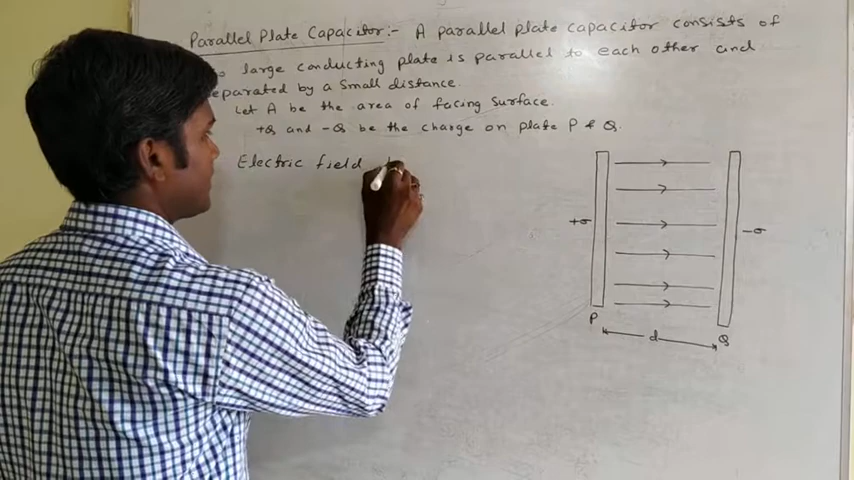 Parallel Plate Capacitor:- A parallel plate capacitor consists of
large conducting plate is parallel to each other and
separated by a small distance.
Let A be the area of facing surface.
+Q and -Q be the charge on plate P & Q.
Electric field
+σ
-σ
P
d
Q